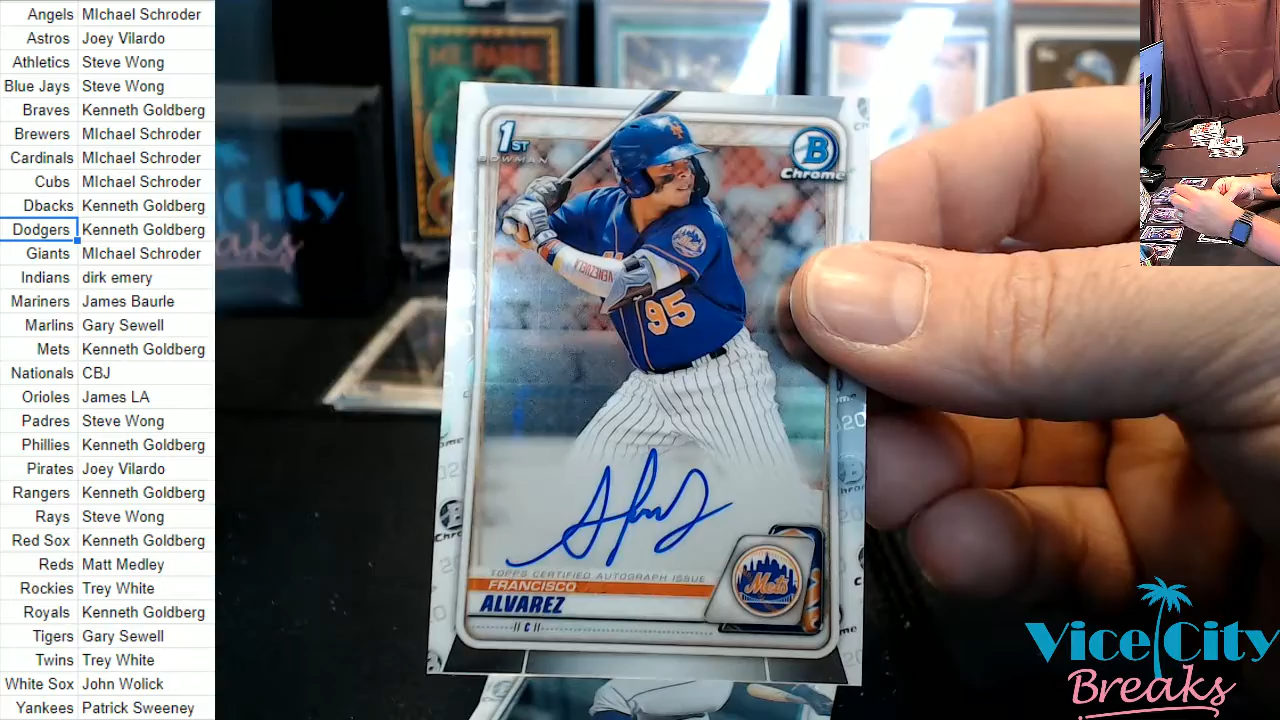 Angels MIchael Schroder
Astros Joey Vilardo
Athletics Steve Wong
Blue Jays Steve Wong
Braves Kenneth Goldberg
Brewers MIchael Schroder
Cardinals MIchael Schroder
Cubs MIchael Schroder
Dbacks Kenneth Goldberg
Dodgers Kenneth Goldberg
Giants MIchael Schroder
Indians dirk emery
Mariners James Baurle
Marlins Gary Sewell
Mets Kenneth Goldberg
Nationals CBJ
Orioles James LA
Padres Steve Wong
Phillies Kenneth Goldberg
Pirates Joey Vilardo
Rangers Kenneth Goldberg
Rays Steve Wong
Red Sox Kenneth Goldberg
Reds Matt Medley
Rockies Trey White
Royals Kenneth Goldberg
Tigers Gary Sewell
Twins Trey White
White Sox John Wolick
Yankees Patrick Sweeney
1ST
BOWMAN
B
Chrome
VENEZUELA
95
TOPPS CERTIFIED AUTOGRAPH ISSUE
FRANCISCO
ALVAREZ
C
Mets
Vice City
Breaks